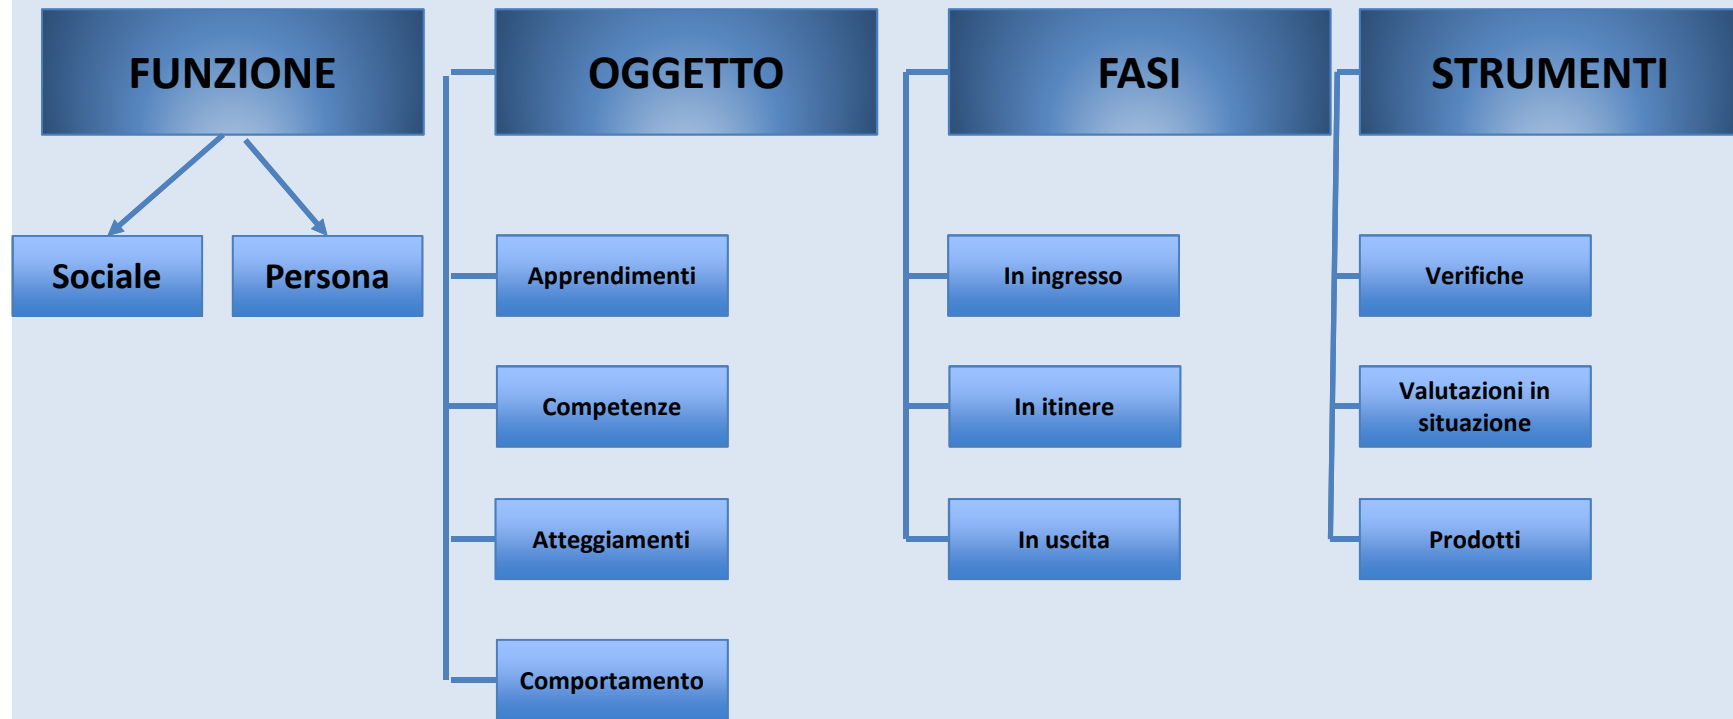 FUNZIONE
OGGETTO
FASI
STRUMENTI
Sociale
Persona
Apprendimenti
In ingresso
Verifiche
Competenze
In itinere
Valutazioni in
situazione
Atteggiamenti
In uscita
Prodotti
Comportamento